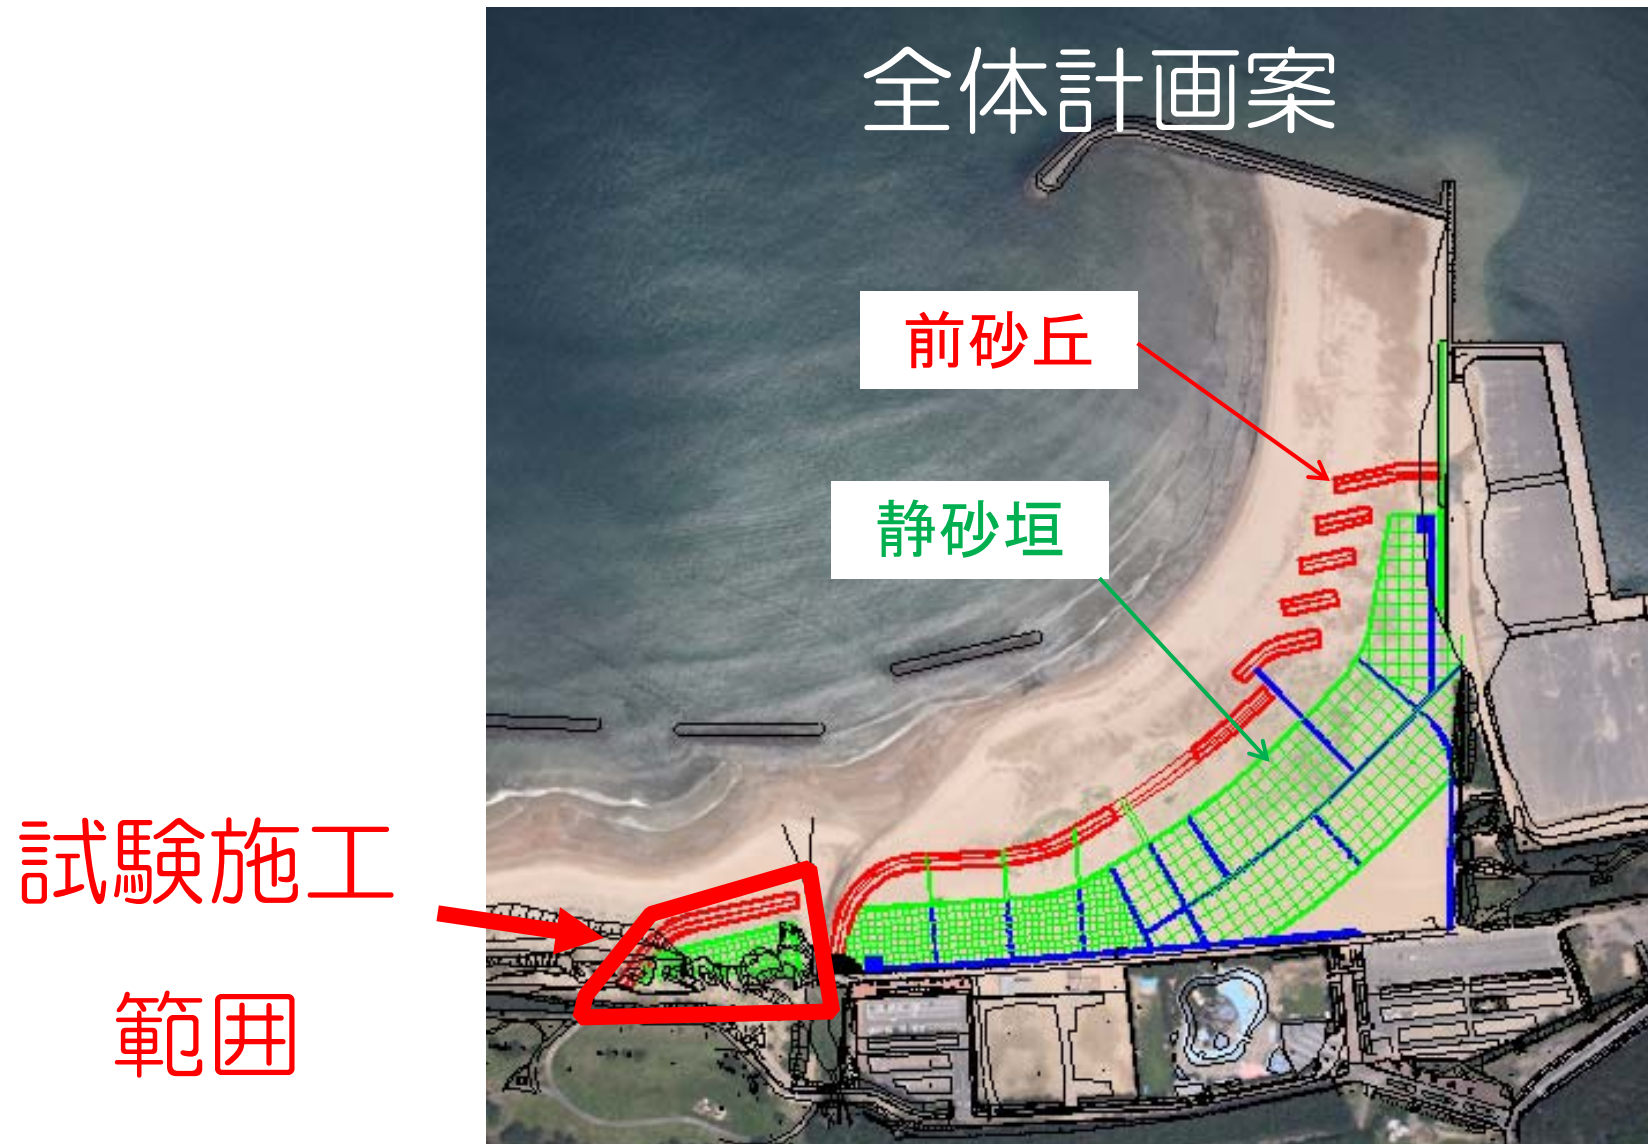 全体計画案
前砂丘
静砂垣
試験施工
範囲